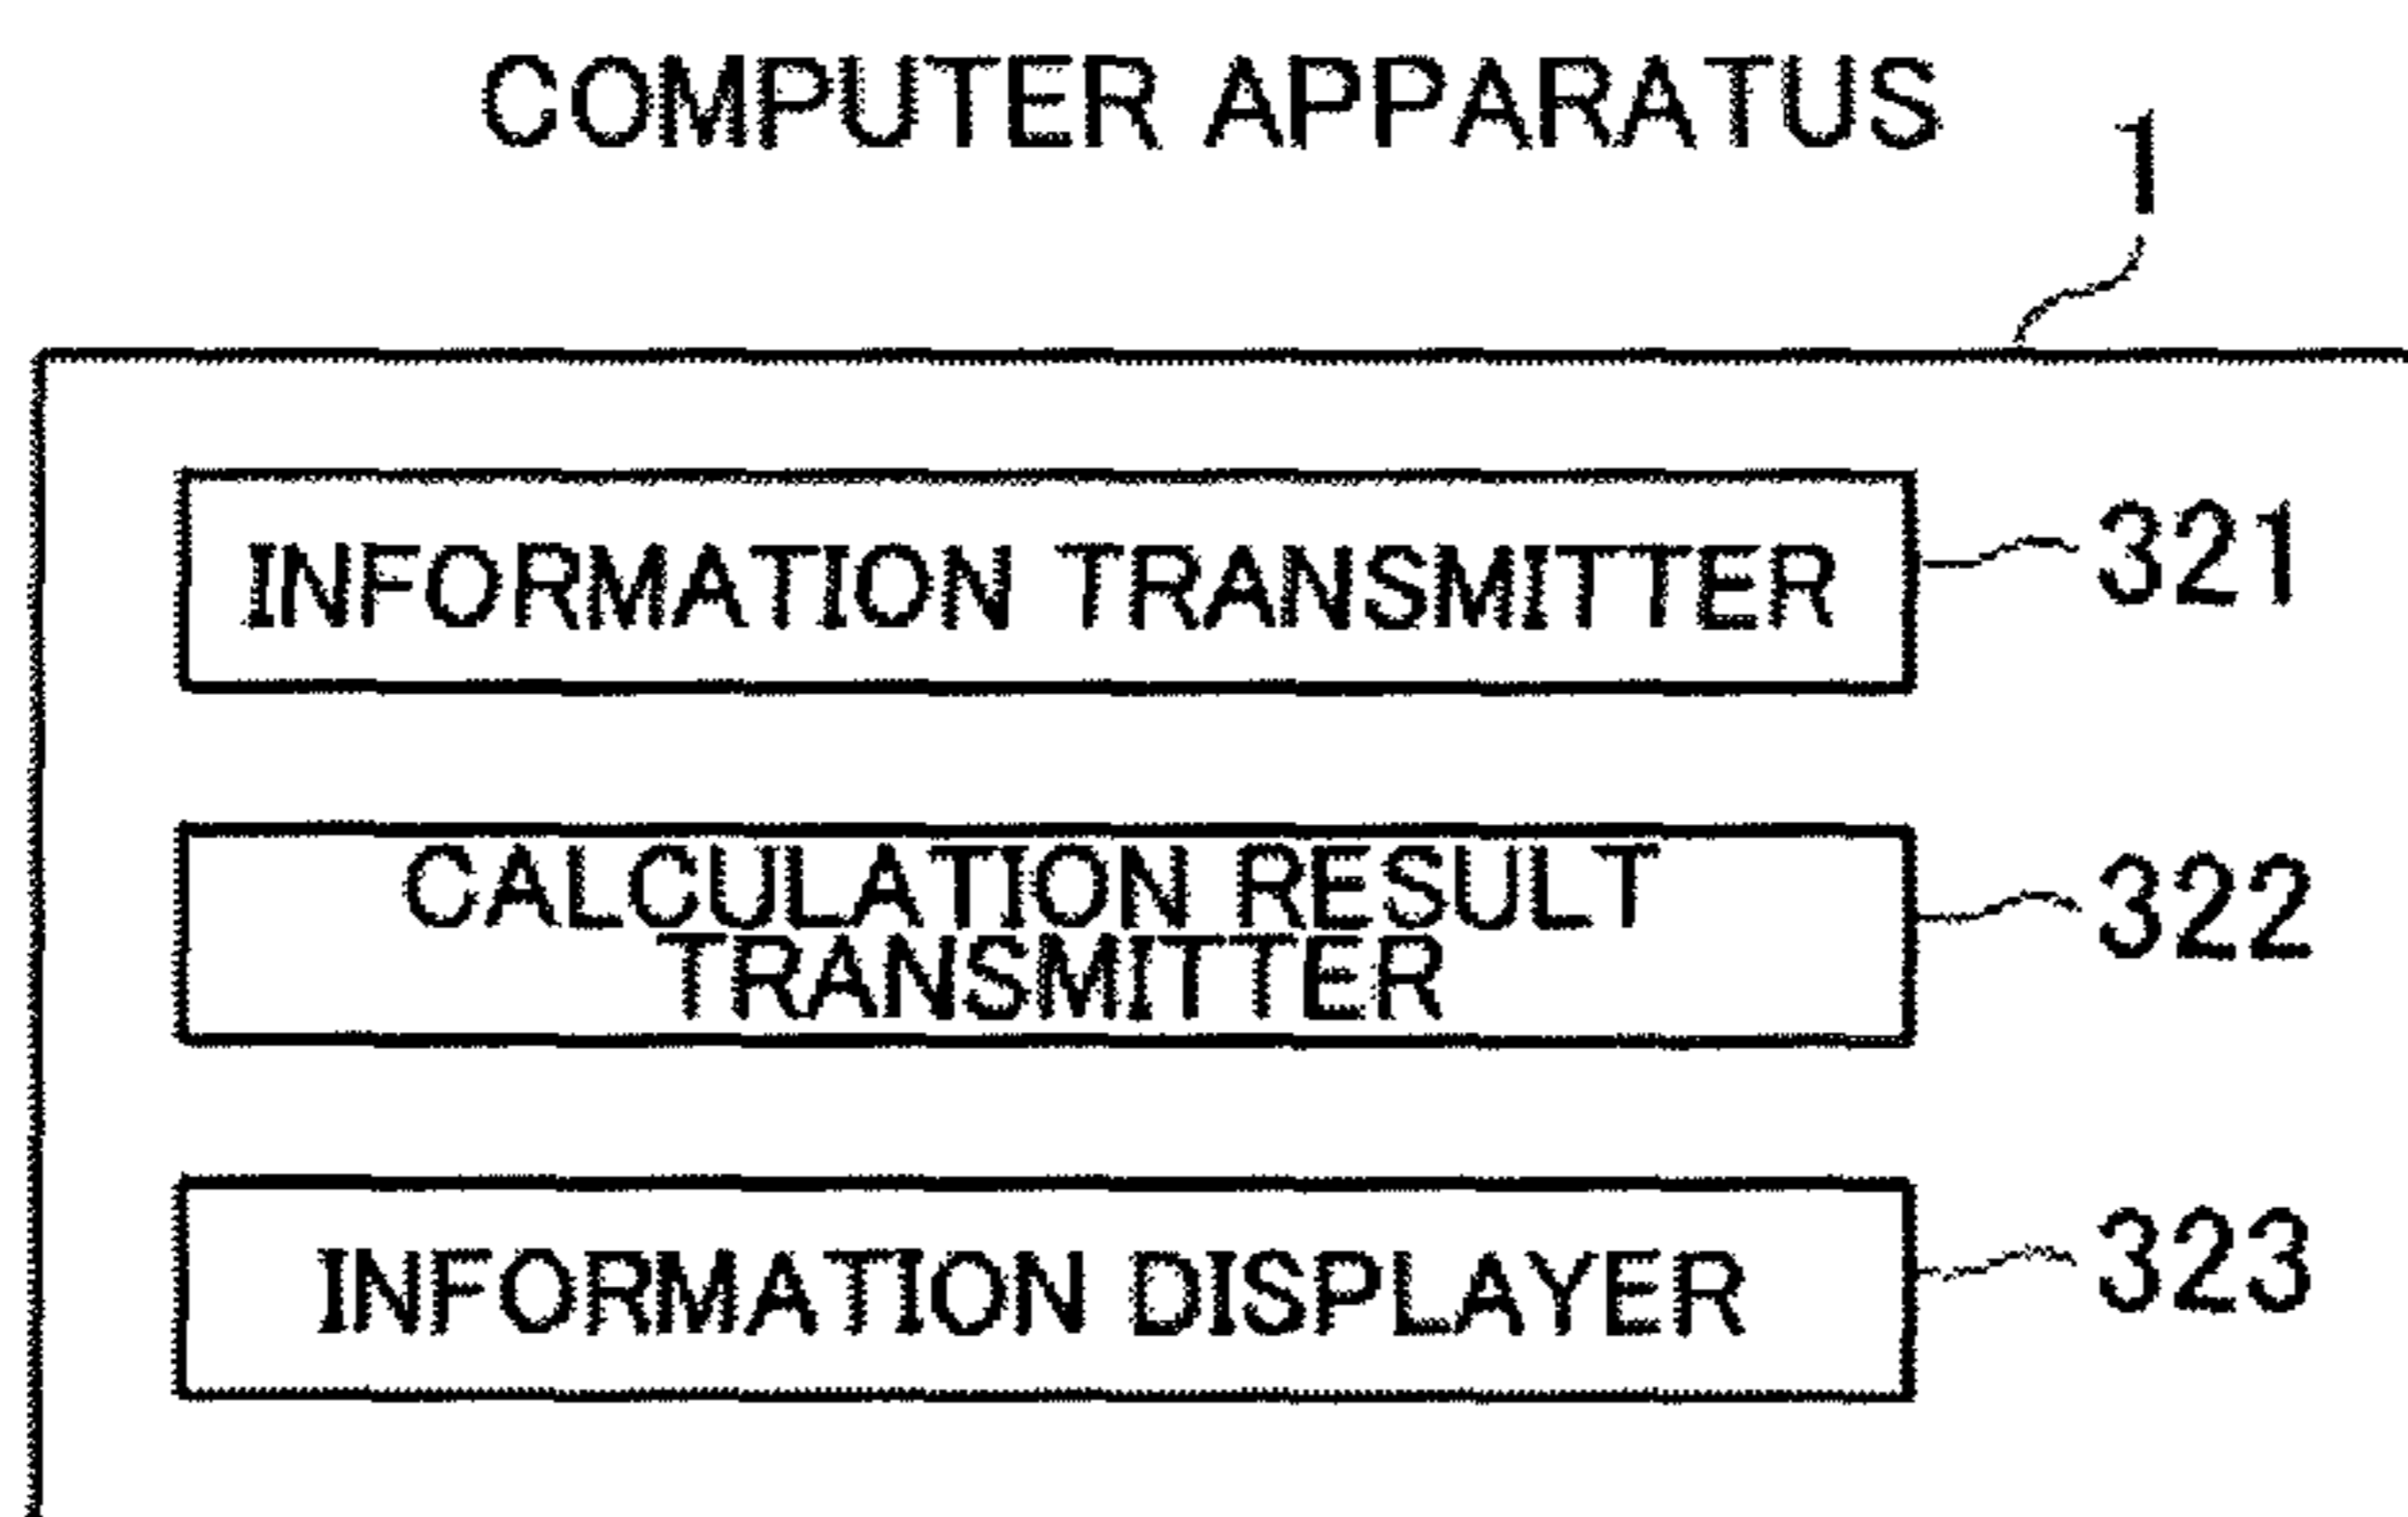 COMPUTER APPARATUS
1
INFORMATION TRANSMITTER
321
CALCULATION RESULT
TRANSMITTER
322
INFORMATION DISPLAYER
323